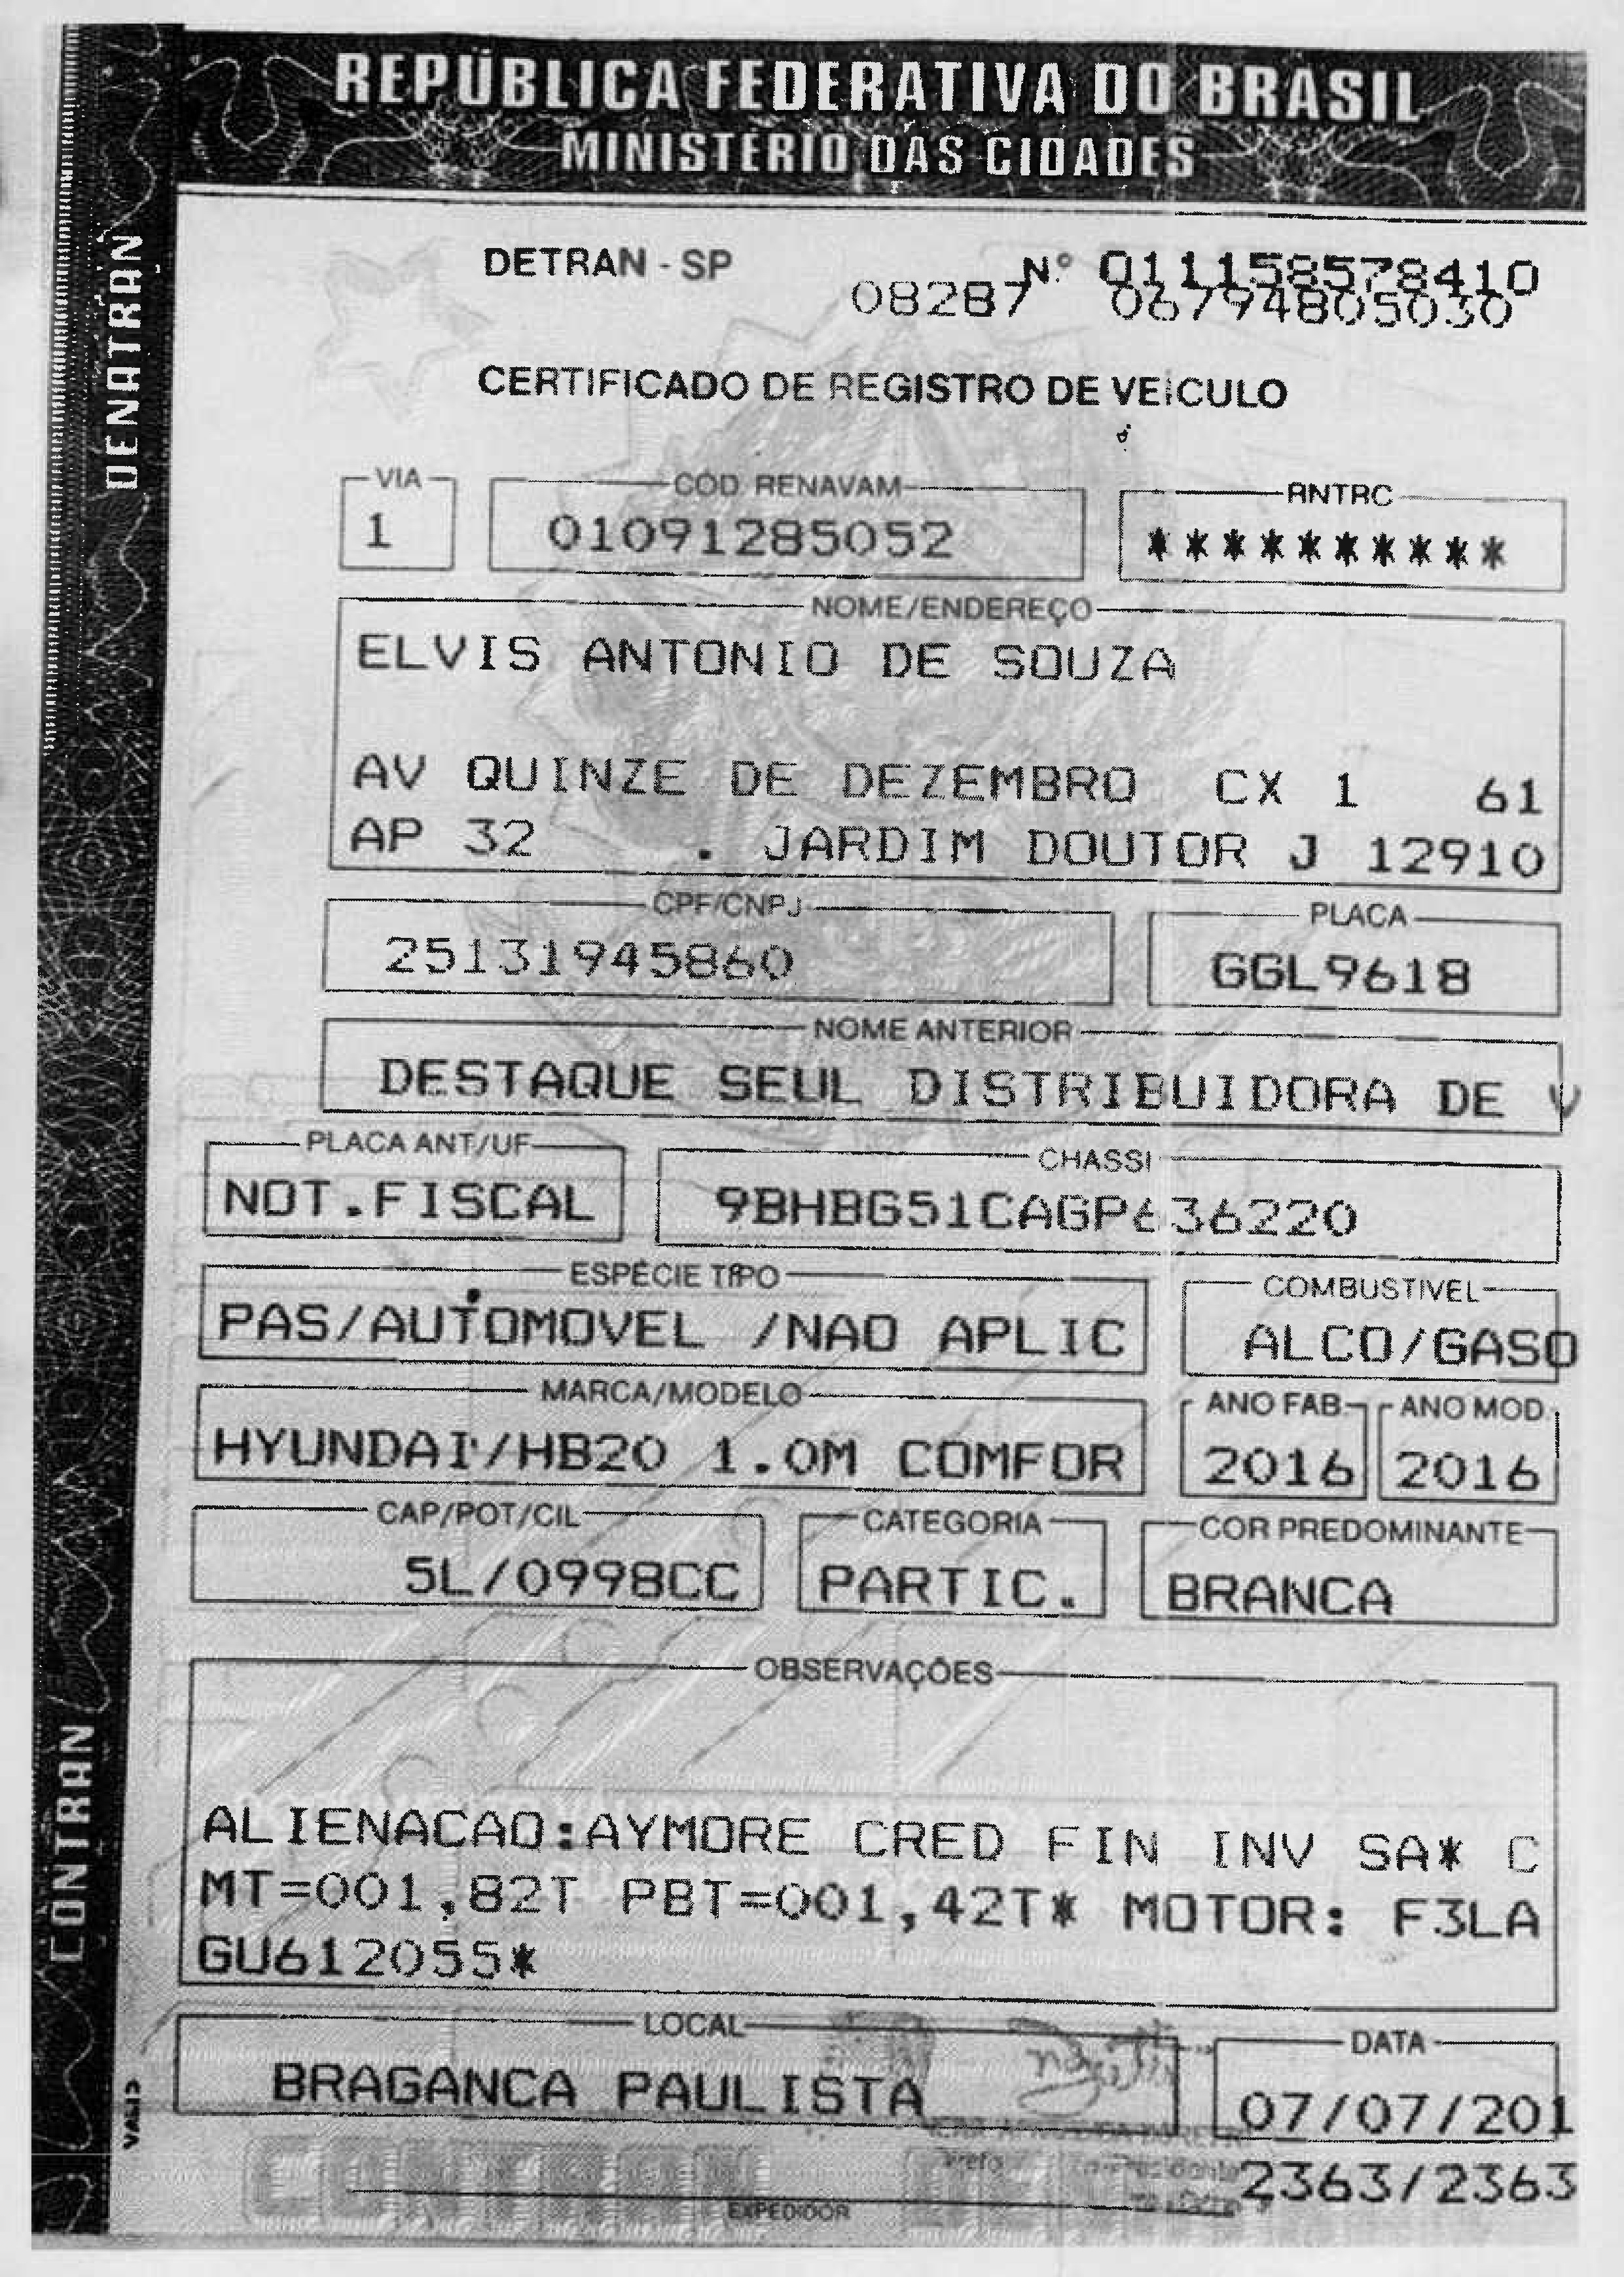 REPÚBLICA FEDERATIVA DO BRASIL
MINISTÉRIO DAS CIDADES
DENATRAN
DETRAN - SP
Nº 011158578410
08287 06794805030
CERTIFICADO DE REGISTRO DE VEÍCULO
VIA
CÓD. RENAVAM
RNTRC
1
01091285052
**********
NOME/ENDEREÇO
ELVIS ANTONIO DE SOUZA
AV QUINZE DE DEZEMBRO CX 1 61
AP 32 . JARDIM DOUTOR J 12910
CPF/CNPJ
PLACA
25131945860
GGL9618
NOME ANTERIOR
DESTAQUE SEUL DISTRIBUIDORA DE V
PLACA ANT/UF
CHASSI
NOT.FISCAL
9BHBG51CAGP636220
ESPÉCIE TIPO
COMBUSTÍVEL
PAS/AUTOMOVEL /NAO APLIC
ALCO/GASO
MARCA/MODELO
ANO FAB.
ANO MOD.
HYUNDAI/HB20 1.0M COMFOR
2016
2016
CAP/POT/CIL
CATEGORIA
COR PREDOMINANTE
5L/0998CC
PARTIC.
BRANCA
OBSERVAÇÕES
ALIENACAO:AYMORE CRED FIN INV SA* C
MT=001,82T PBT=001,42T* MOTOR: F3LA
GU612055*
CONTRAN
LOCAL
DATA
BRAGANCA PAULISTA
07/07/201
2363/2363
CONTRAN
EXPEDIDOR